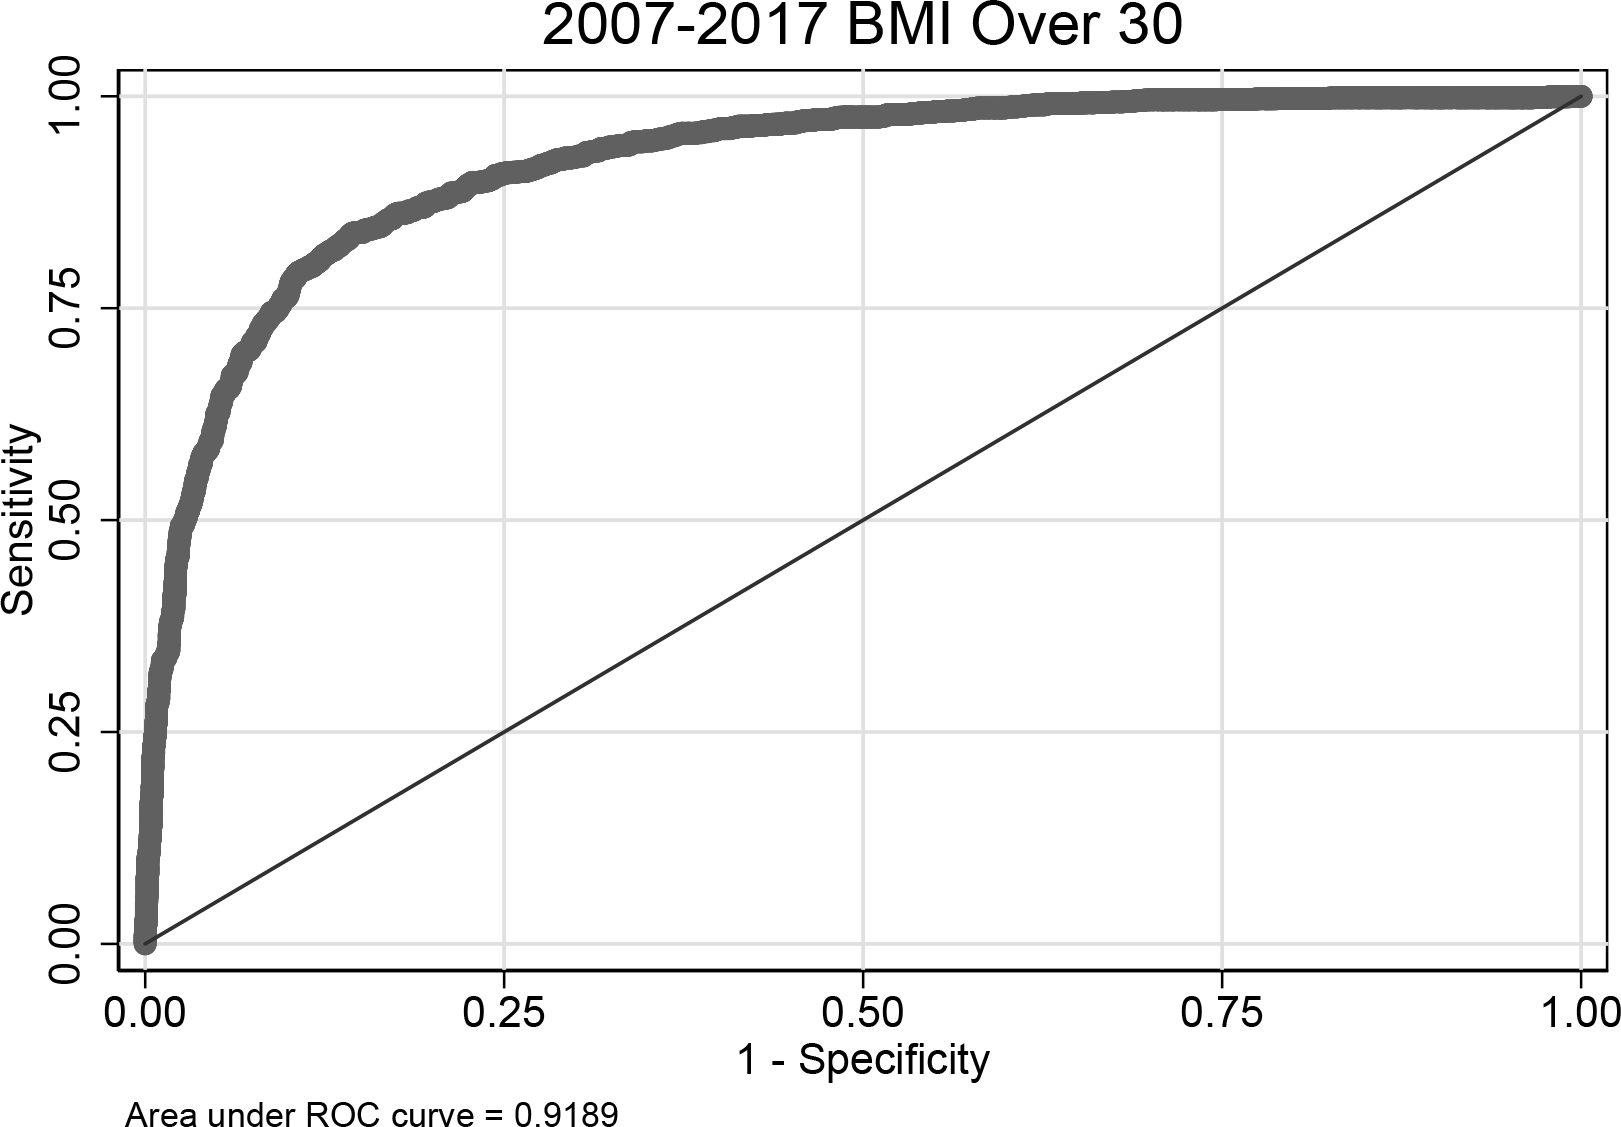 2007-2017 BMI Over 30
1.00
0.75
0.50
0.25
0.00
Sensitivity
0.00 0.25 0.50 0.75 1.00
1 - Specificity
Area under ROC curve = 0.9189